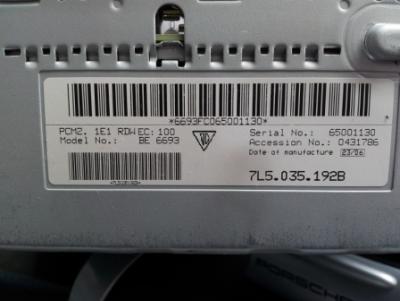 *6693FC065001130*
PCM2. 1E1 RDW EC: 100
Model No.: BE 6693
Serial No.: 65001130
Accession No.: 0431786
Date of manufacture 23/06
7L5.035.192B
PORSCHE